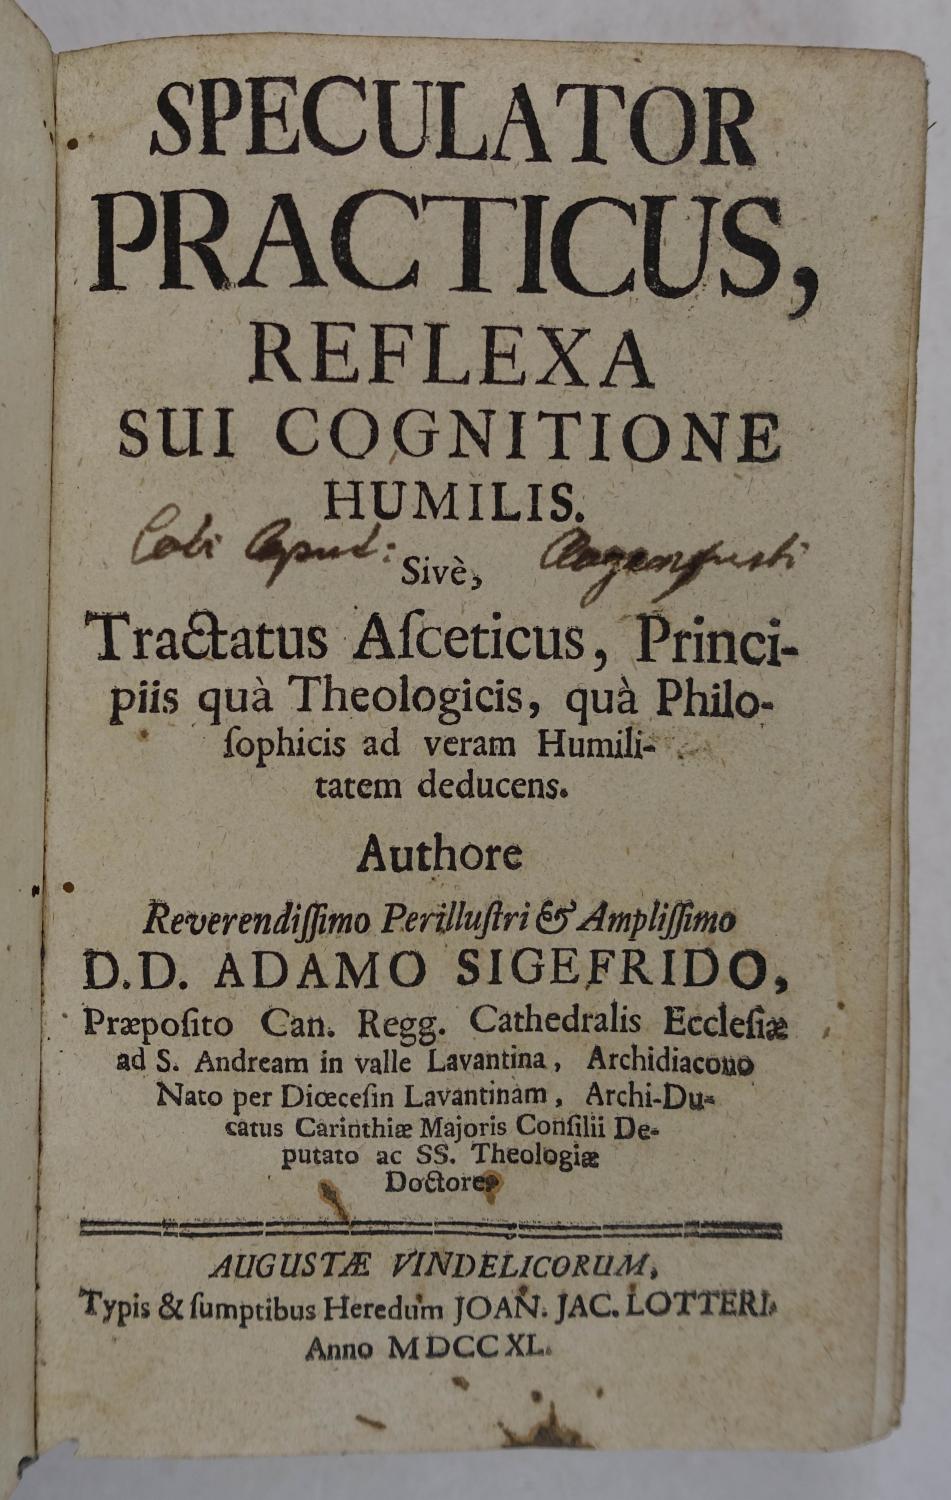 SPECULATOR
PRACTICUS,
REFLEXA
SUI COGNITIONE
HUMILIS.
Sivè,
Tractatus Aſceticus, Princi-
piis quà Theologicis, quà Philo-
ſophicis ad veram Humili-
tatem deducens.
Authore
Reverendiſſimo Perilluſtri & Ampliſſimo
D.D. ADAMO SIGEFRIDO,
Præpoſito Can. Regg. Cathedralis Eccleſiæ
ad S. Andream in valle Lavantina, Archidiacono
Nato per Diœceſin Lavantinam, Archi-Du-
catus Carinthiæ Majoris Conſilii De-
putato ac SS. Theologiæ
Doctore.
AUGUSTÆ VINDELICORUM,
Typis & ſumptibus Heredum JOAN. JAC. LOTTERI.
Anno MDCCXL.